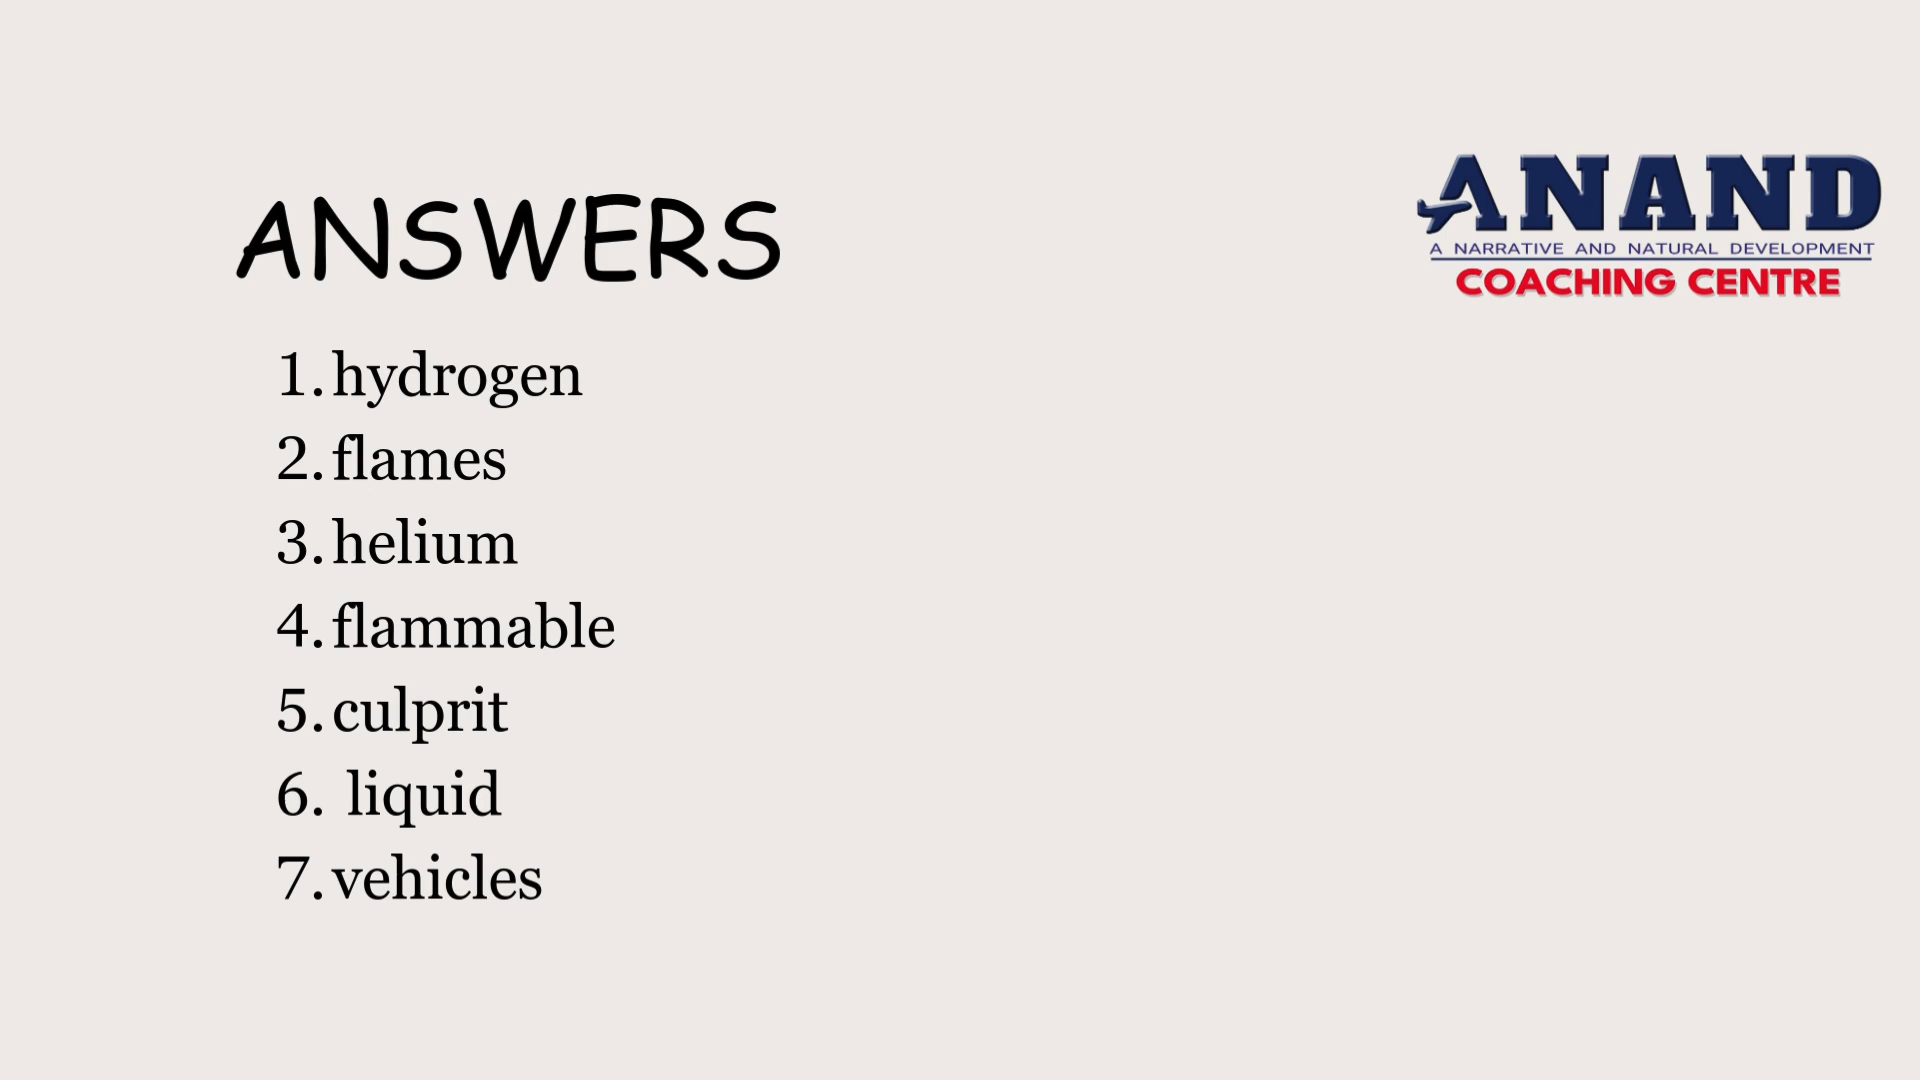 ANSWERS
ANAND
A NARRATIVE AND NATURAL DEVELOPMENT
COACHING CENTRE
1. hydrogen
2. flames
3. helium
4. flammable
5. culprit
6. liquid
7. vehicles